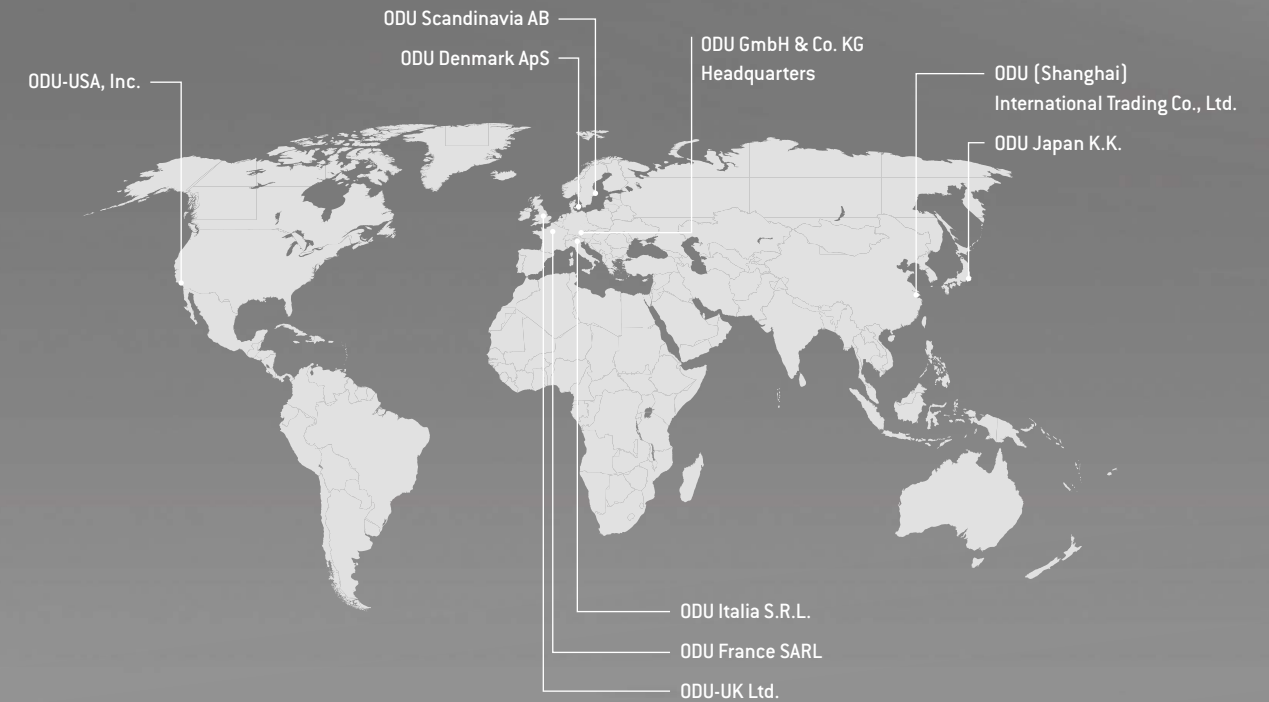 ODU Scandinavia AB
ODU Denmark ApS
ODU GmbH & Co. KG
Headquarters
ODU-USA, Inc.
ODU (Shanghai)
International Trading Co., Ltd.
ODU Japan K.K.
ODU Italia S.R.L.
ODU France SARL
ODU-UK Ltd.